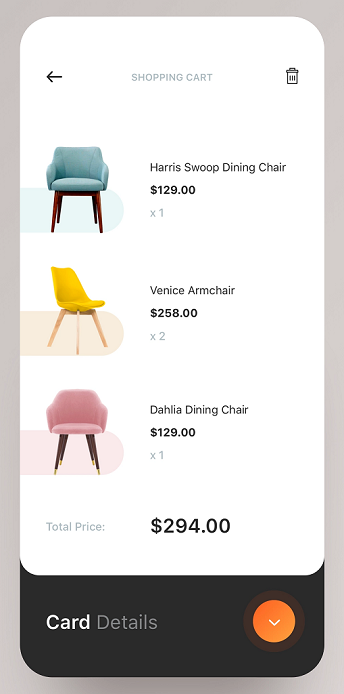 SHOPPING CART
Harris Swoop Dining Chair
$129.00
x 1
Venice Armchair
$258.00
x 2
Dahlia Dining Chair
$129.00
x 1
Total Price: $294.00
Card Details